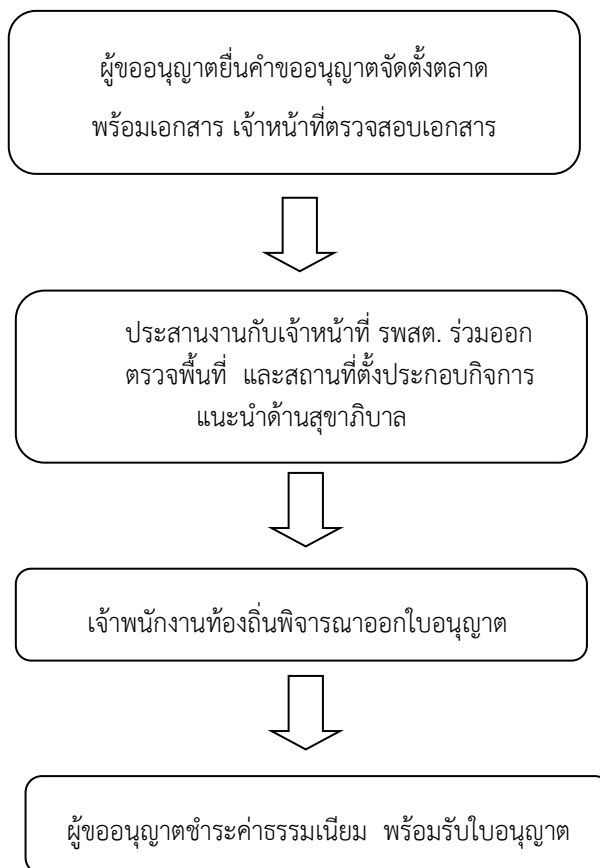 ผู้ขออนุญาตยื่นคำขออนุญาตจัดตั้งตลาด
พร้อมเอกสาร เจ้าหน้าที่ตรวจสอบเอกสาร
ประสานงานกับเจ้าหน้าที่ รพสต. ร่วมออก
ตรวจพื้นที่ และสถานที่ตั้งประกอบกิจการ
แนะนำด้านสุขาภิบาล
เจ้าพนักงานท้องถิ่นพิจารณาออกใบอนุญาต
ผู้ขออนุญาตชำระค่าธรรมเนียม พร้อมรับใบอนุญาต